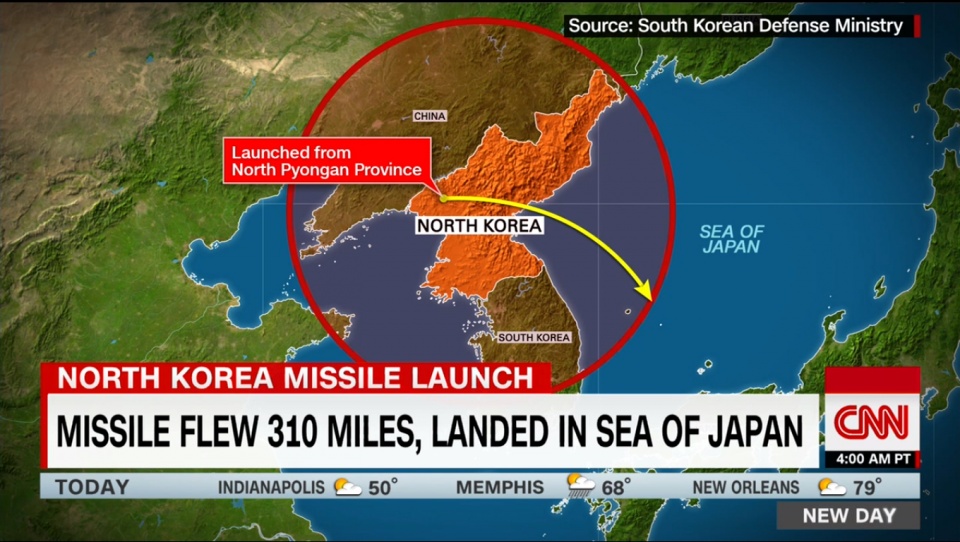 Source: South Korean Defense Ministry
CHINA
Launched from
North Pyongan Province
NORTH KOREA
SEA OF
JAPAN
SOUTH KOREA
NORTH KOREA MISSILE LAUNCH
MISSILE FLEW 310 MILES, LANDED IN SEA OF JAPAN
CNN
4:00 AM PT
TODAY INDIANAPOLIS 50° MEMPHIS 68° NEW ORLEANS 79°
NEW DAY